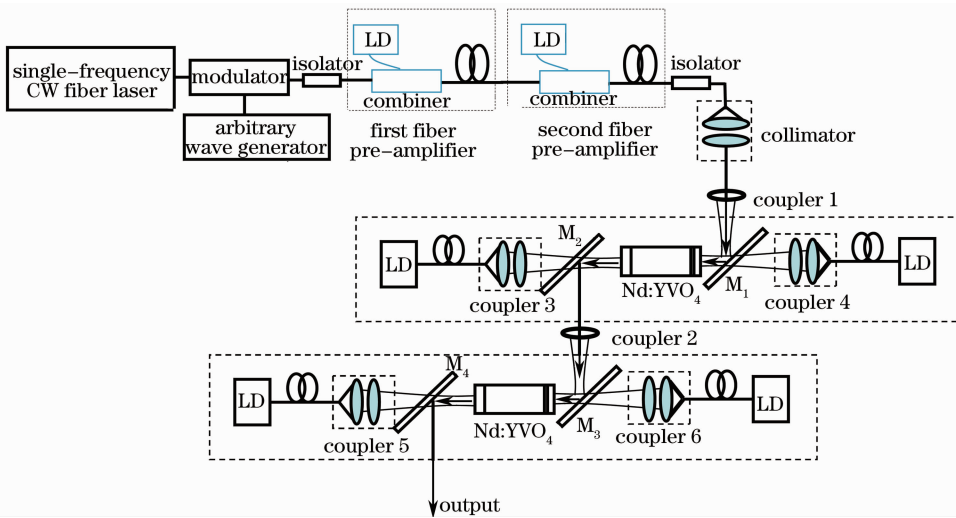 LD
LD
single-frequency
CW fiber laser
modulator
isolator
combiner
combiner
isolator
arbitrary
wave generator
first fiber
pre-amplifier
second fiber
pre-amplifier
collimator
coupler 1
LD
coupler 3
M2
Nd:YVO4
M1
coupler 4
LD
coupler 2
LD
coupler 5
M4
Nd:YVO4
M3
coupler 6
LD
output